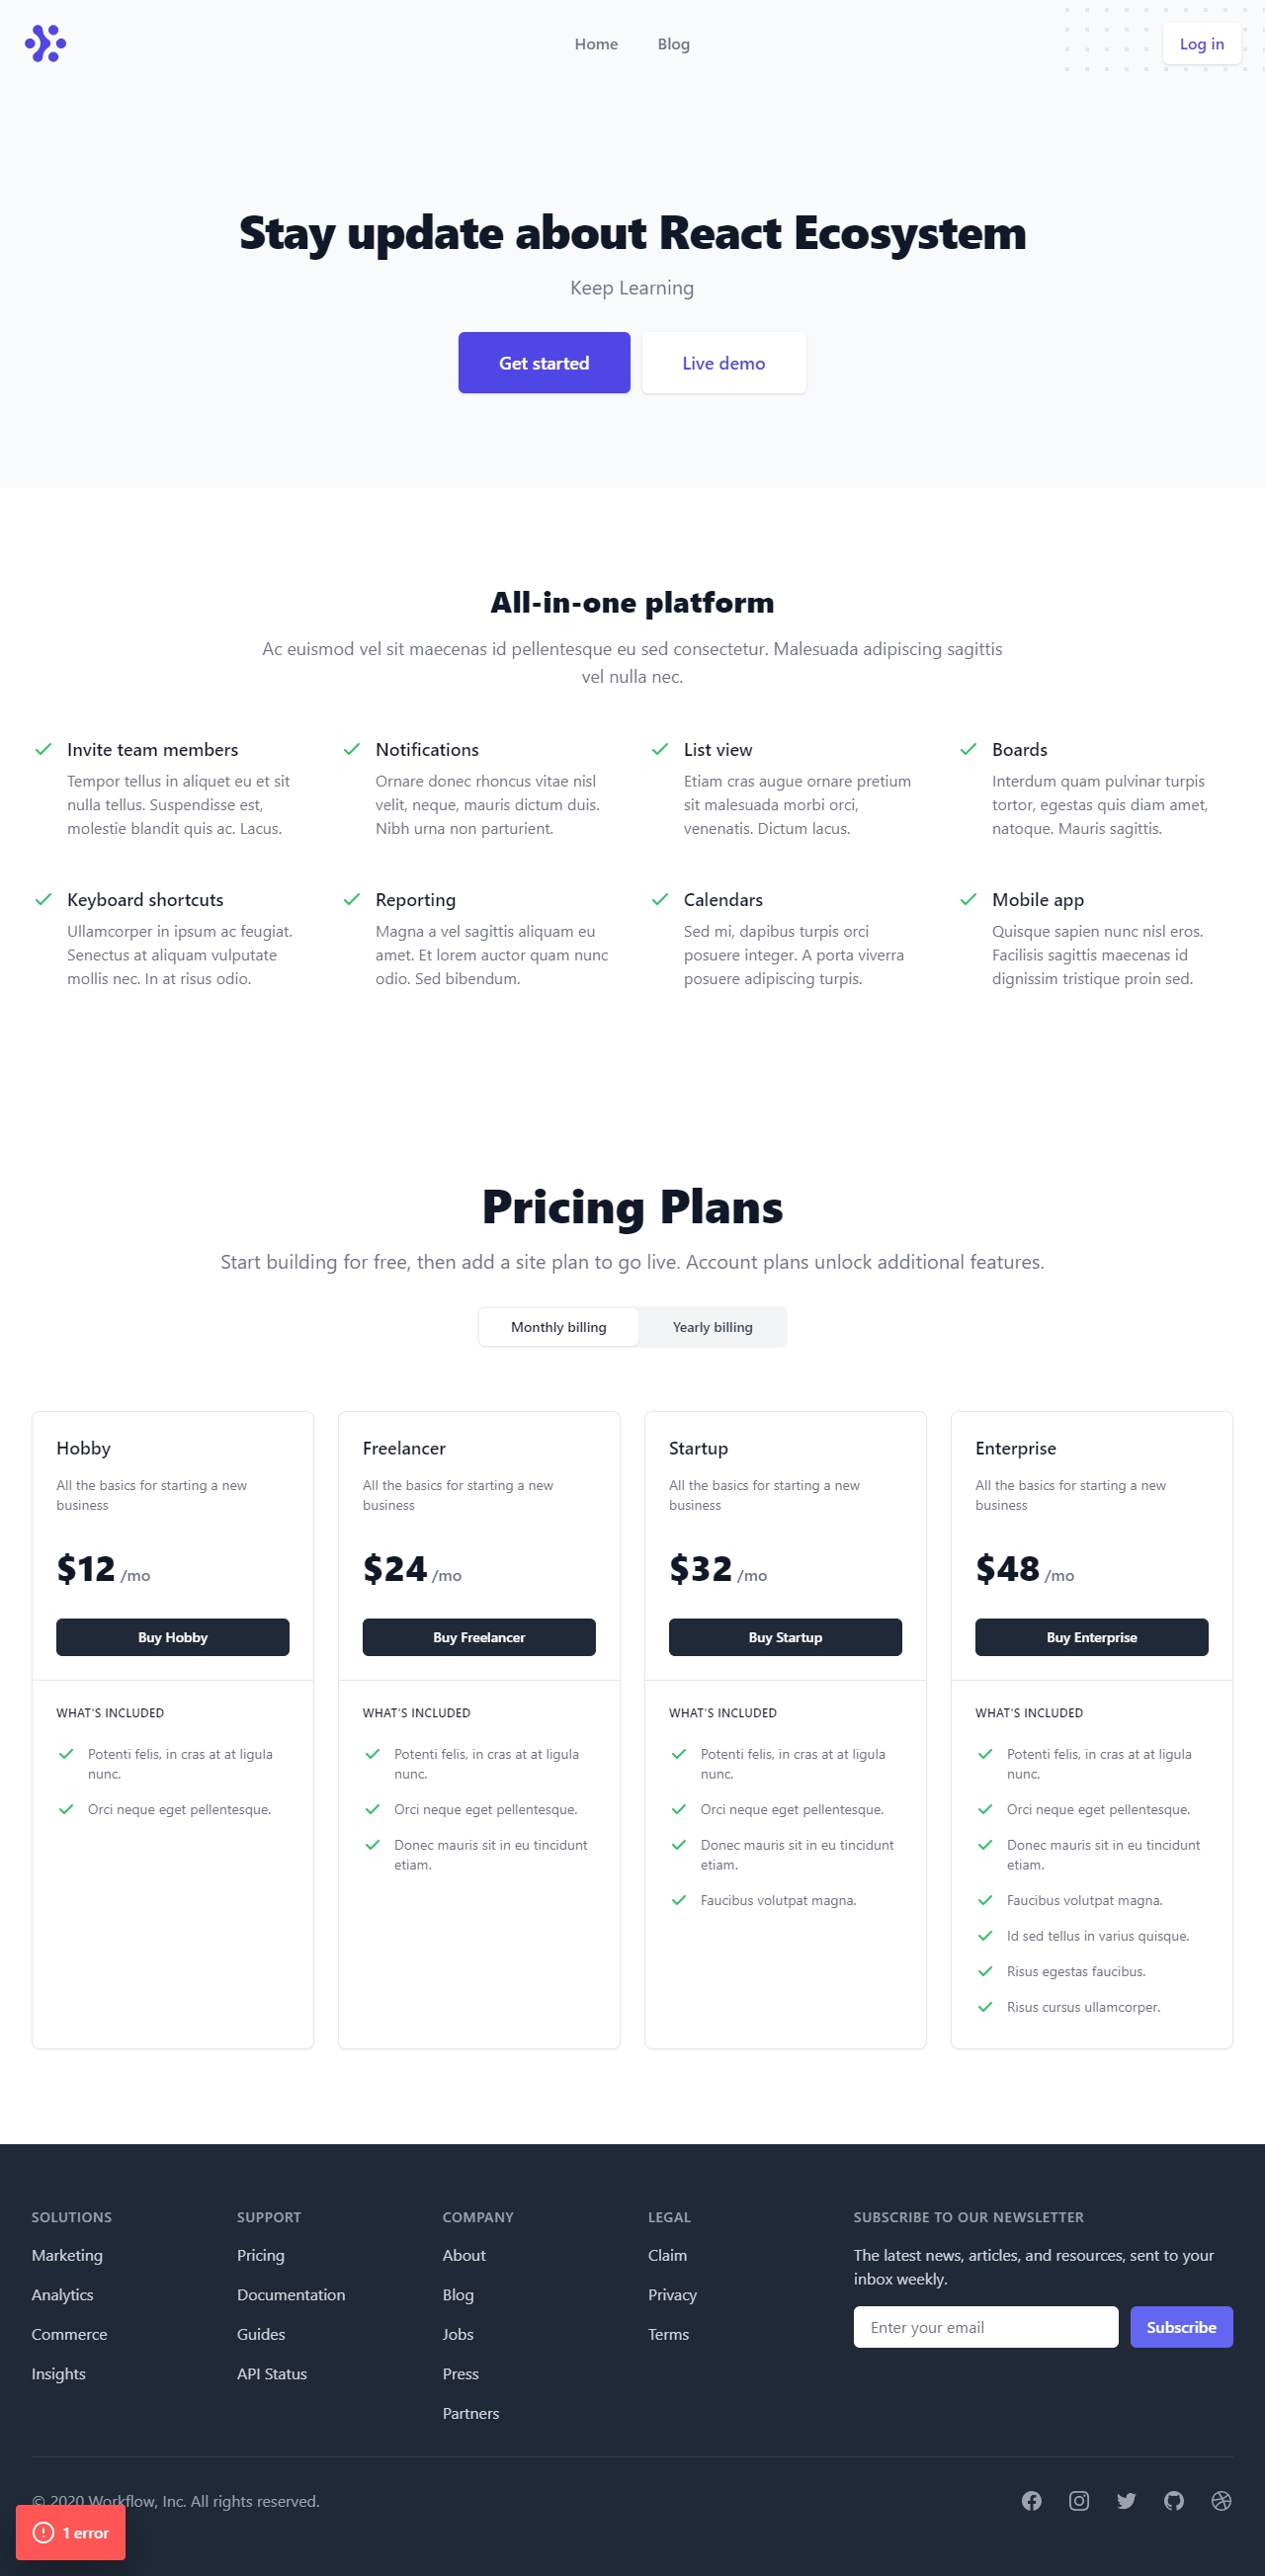 Home Blog Log in
Stay update about React Ecosystem
Keep Learning
Get started Live demo
All-in-one platform
Ac euismod vel sit maecenas id pellentesque eu sed consectetur. Malesuada adipiscing sagittis
vel nulla nec.
Invite team members
Tempor tellus in aliquet eu et sit
nulla tellus. Suspendisse est,
molestie blandit quis ac. Lacus.
Notifications
Ornare donec rhoncus vitae nisl
velit, neque, mauris dictum duis.
Nibh urna non parturient.
List view
Etiam cras augue ornare pretium
sit malesuada morbi orci,
venenatis. Dictum lacus.
Boards
Interdum quam pulvinar turpis
tortor, egestas quis diam amet,
natoque. Mauris sagittis.
Keyboard shortcuts
Ullamcorper in ipsum ac feugiat.
Senectus at aliquam vulputate
mollis nec. In at risus odio.
Reporting
Magna a vel sagittis aliquam eu
amet. Et lorem auctor quam nunc
odio. Sed bibendum.
Calendars
Sed mi, dapibus turpis orci
posuere integer. A porta viverra
posuere adipiscing turpis.
Mobile app
Quisque sapien nunc nisl eros.
Facilisis sagittis maecenas id
dignissim tristique proin sed.
Pricing Plans
Start building for free, then add a site plan to go live. Account plans unlock additional features.
Monthly billing Yearly billing
Hobby
All the basics for starting a new
business
$12 /mo
Buy Hobby
WHAT'S INCLUDED
Potenti felis, in cras at at ligula
nunc.
Orci neque eget pellentesque.
Freelancer
All the basics for starting a new
business
$24 /mo
Buy Freelancer
WHAT'S INCLUDED
Potenti felis, in cras at at ligula
nunc.
Orci neque eget pellentesque.
Donec mauris sit in eu tincidunt
etiam.
Startup
All the basics for starting a new
business
$32 /mo
Buy Startup
WHAT'S INCLUDED
Potenti felis, in cras at at ligula
nunc.
Orci neque eget pellentesque.
Donec mauris sit in eu tincidunt
etiam.
Faucibus volutpat magna.
Enterprise
All the basics for starting a new
business
$48 /mo
Buy Enterprise
WHAT'S INCLUDED
Potenti felis, in cras at at ligula
nunc.
Orci neque eget pellentesque.
Donec mauris sit in eu tincidunt
etiam.
Faucibus volutpat magna.
Id sed tellus in varius quisque.
Risus egestas faucibus.
Risus cursus ullamcorper.
SOLUTIONS
Marketing
Analytics
Commerce
Insights
SUPPORT
Pricing
Documentation
Guides
API Status
COMPANY
About
Blog
Jobs
Press
Partners
LEGAL
Claim
Privacy
Terms
SUBSCRIBE TO OUR NEWSLETTER
The latest news, articles, and resources, sent to your
inbox weekly.
Enter your email Subscribe
© 2020 Workflow, Inc. All rights reserved.
1 error